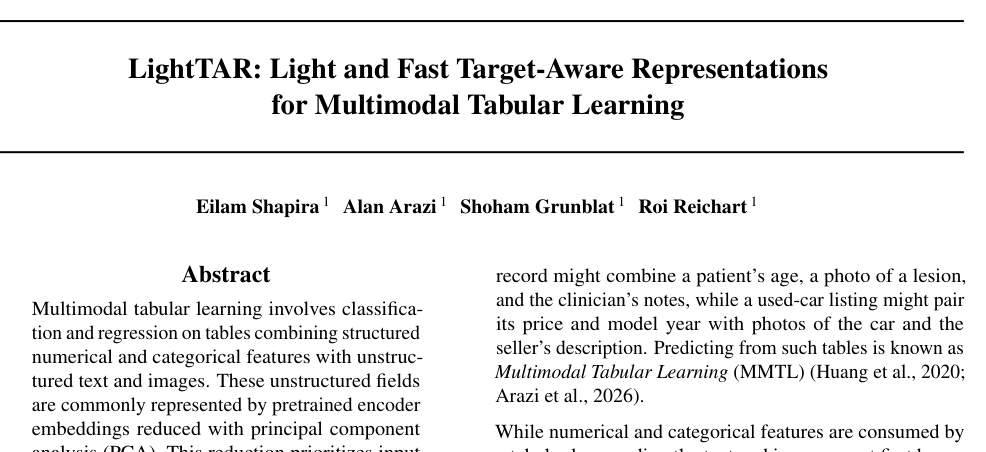 LightTAR: Light and Fast Target-Aware Representations
for Multimodal Tabular Learning
Eilam Shapira 1 Alan Arazi 1 Shoham Grunblat 1 Roi Reichart 1
Abstract
Multimodal tabular learning involves classifica-
tion and regression on tables combining structured
numerical and categorical features with unstruc-
tured text and images. These unstructured fields
are commonly represented by pretrained encoder
embeddings reduced with principal component
analysis (PCA). This reduction prioritizes input
record might combine a patient's age, a photo of a lesion,
and the clinician's notes, while a used-car listing might pair
its price and model year with photos of the car and the
seller's description. Predicting from such tables is known as
Multimodal Tabular Learning (MMTL) (Huang et al., 2020;
Arazi et al., 2026).
While numerical and categorical features are consumed by